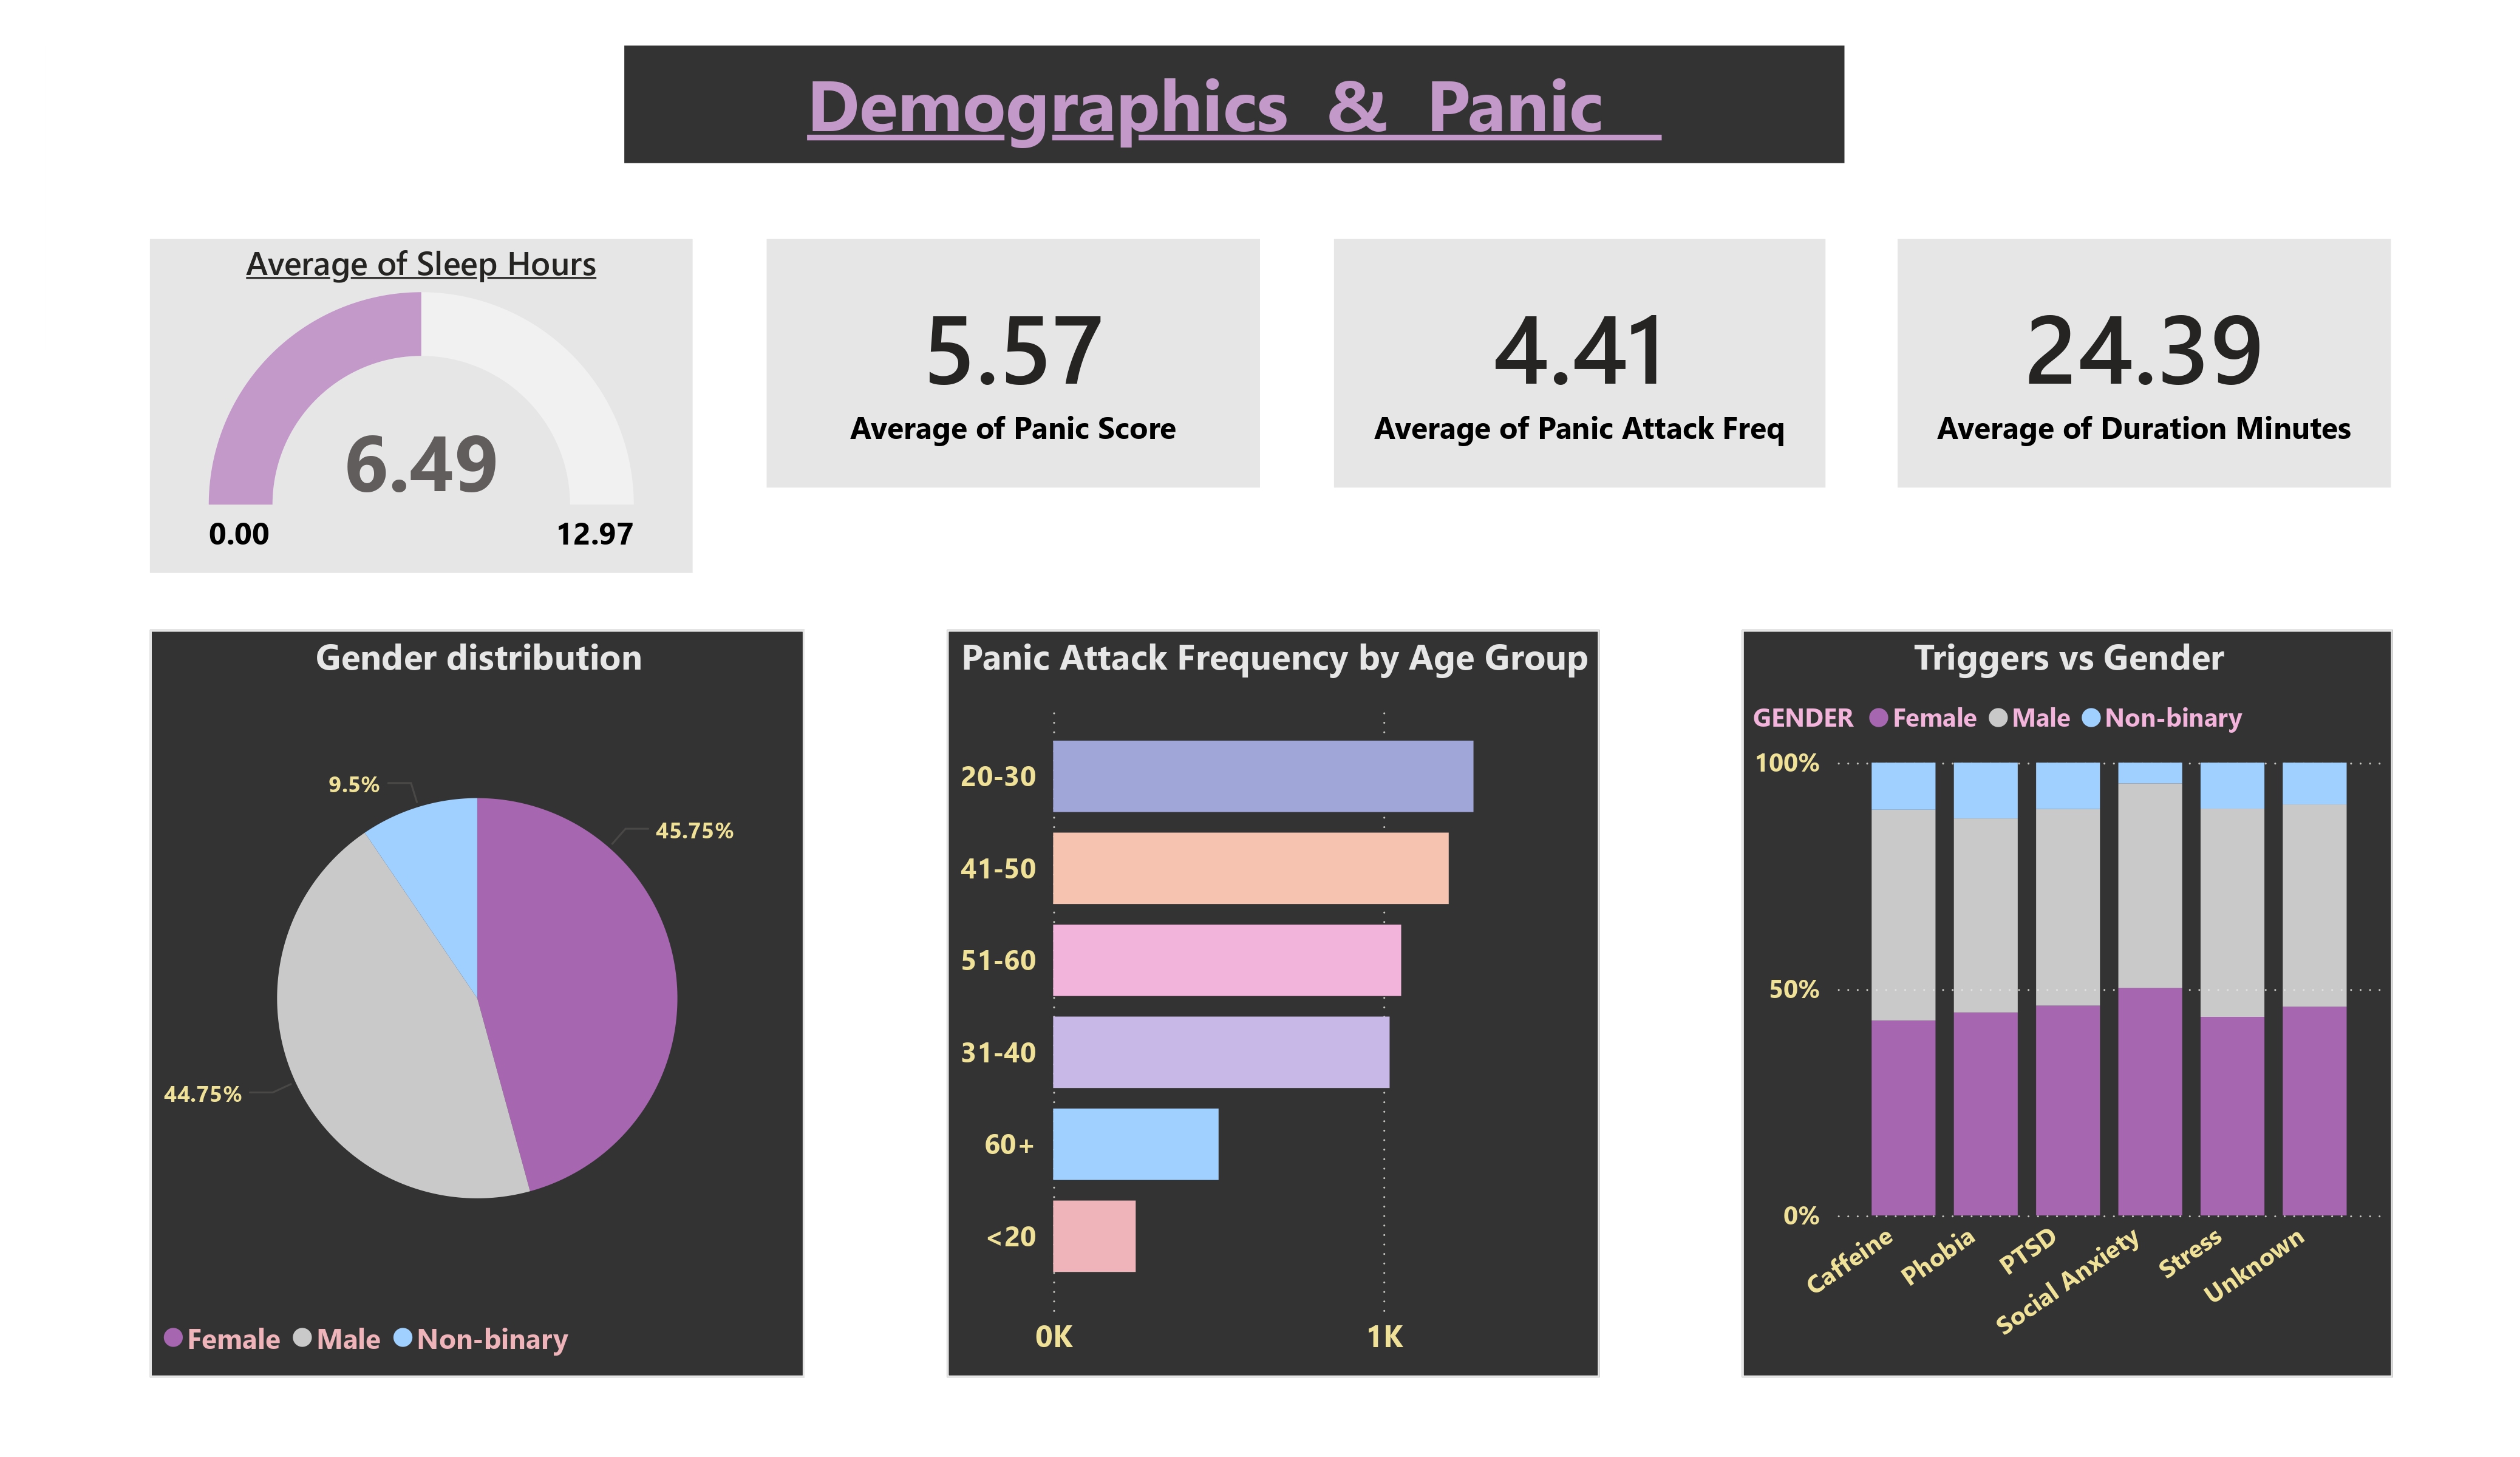 Demographics & Panic
Average of Sleep Hours
6.49
0.00
12.97
5.57
Average of Panic Score
4.41
Average of Panic Attack Freq
24.39
Average of Duration Minutes
Gender distribution
9.5%
45.75%
44.75%
Female Male Non-binary
Panic Attack Frequency by Age Group
20-30
41-50
51-60
31-40
60+
<20
0K 1K
Triggers vs Gender
GENDER Female Male Non-binary
100%
50%
0%
Caffeine
Phobia
PTSD
Social Anxiety
Stress
Unknown